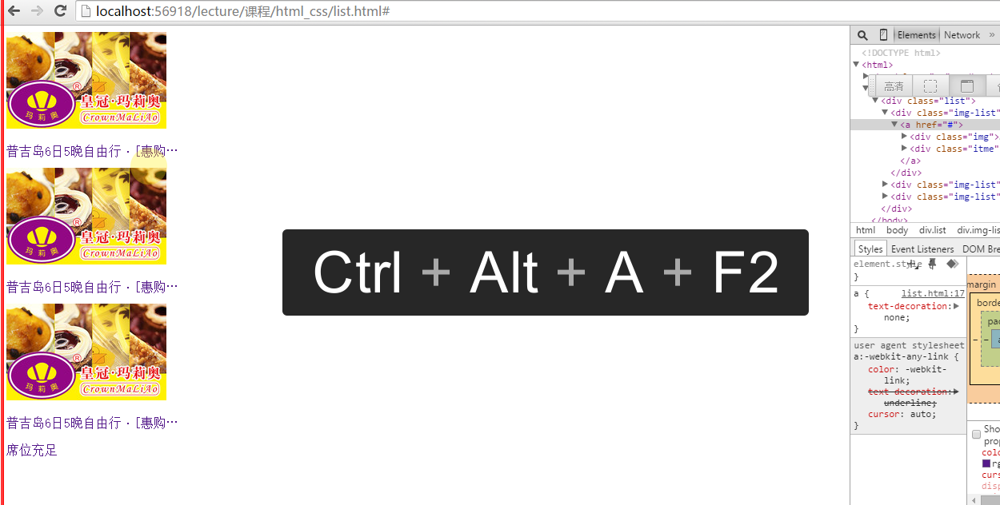 localhost:56918/lecture/课程/html_css/list.html#
Elements Network »
<!DOCTYPE html>
<html>
高清
<div class="list">
<div class="img-list"
<a href="#">
<div class="img">
<div class="itme"
</a>
</div>
<div class="img-list"
<div class="img-list"
</div>
</body>
html body div.list div.img-lis
Styles Event Listeners DOM Bre
element.style
}
a { list.html:17
text-decoration:
none;
}
user agent stylesheet
a:-webkit-any-link {
color: -webkit-
link;
text-decoration:
underline;
cursor: auto;
}
margin
borde
pad
Sho
prop
colo
rg
curs
disp
皇冠·玛莉奥
CrownMaLiAo
玛莉奥
®
普吉岛6日5晚自由行·[惠购…
皇冠·玛莉奥
CrownMaLiAo
玛莉奥
®
普吉岛6日5晚自由行·[惠购…
皇冠·玛莉奥
CrownMaLiAo
玛莉奥
®
普吉岛6日5晚自由行·[惠购…
席位充足
Ctrl + Alt + A + F2